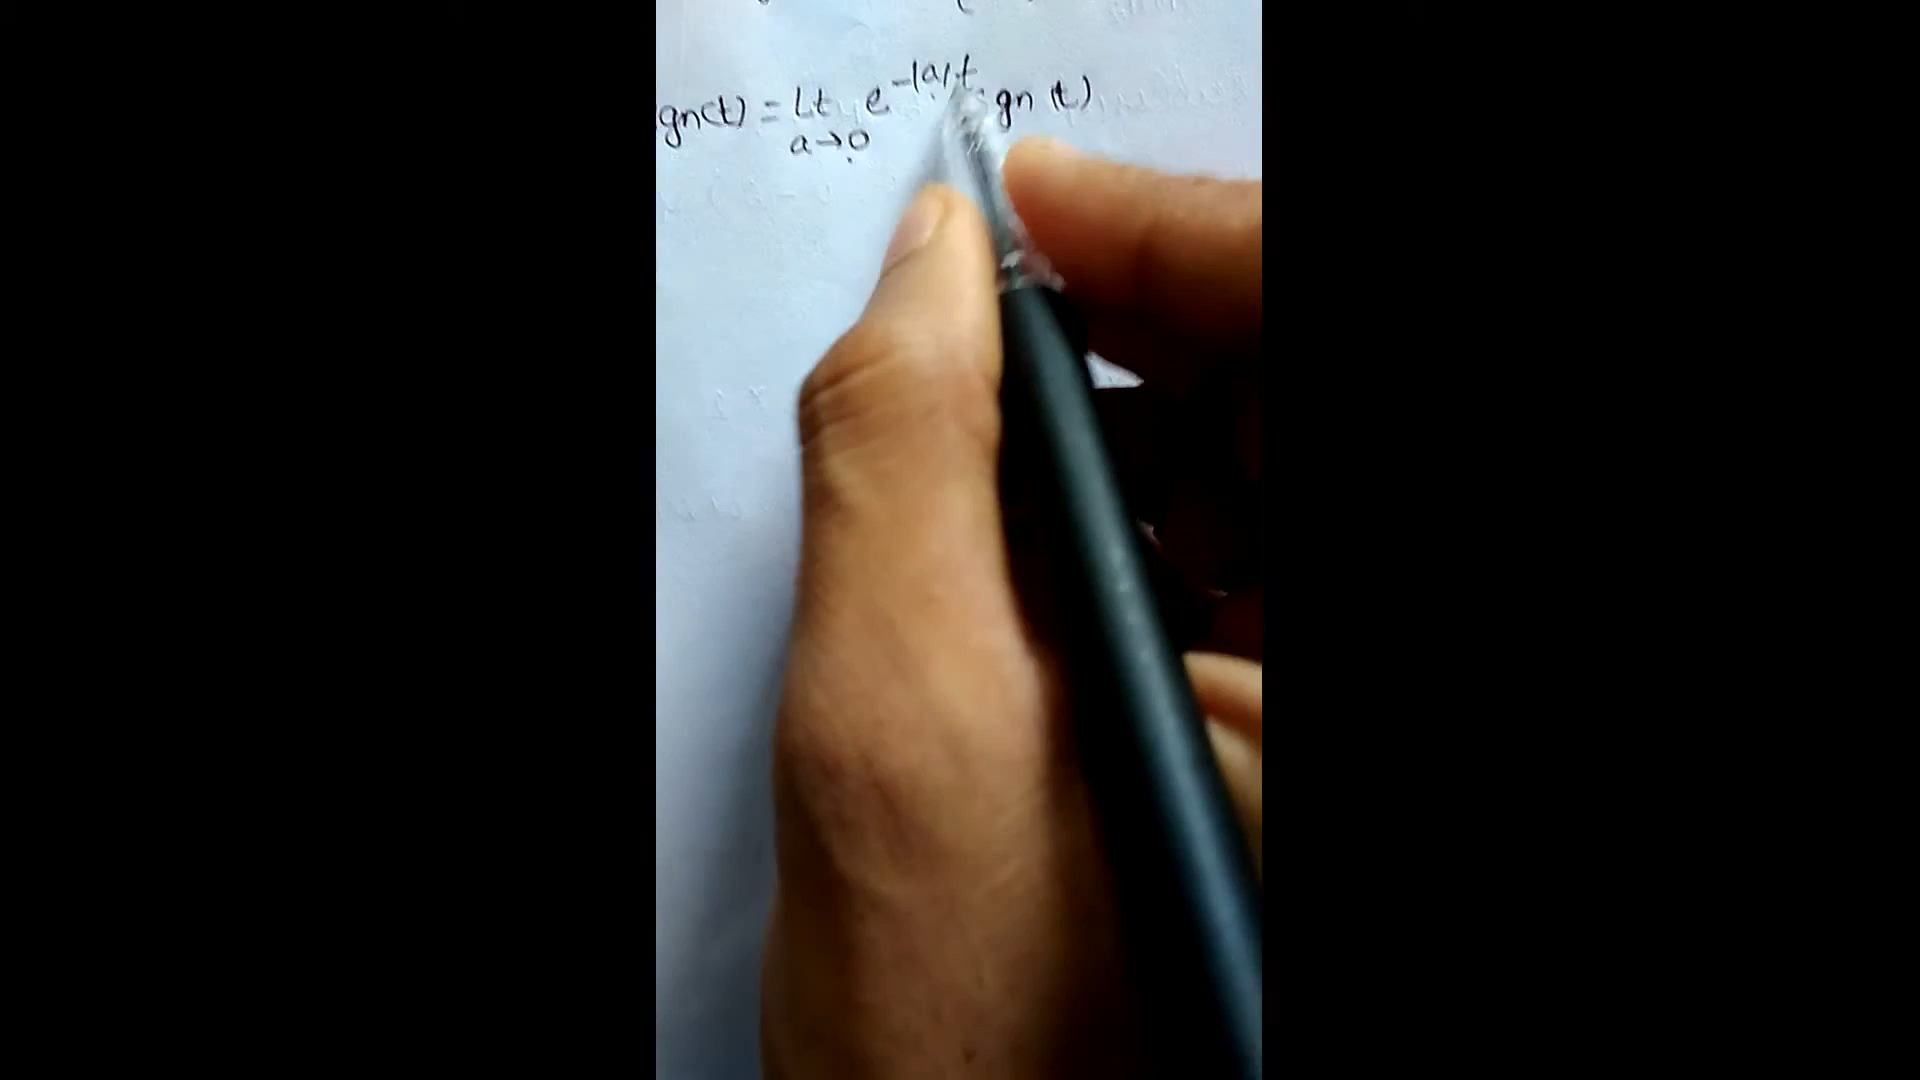 gn(t) = Lt e^{-|a|t} gn (t)
a→0